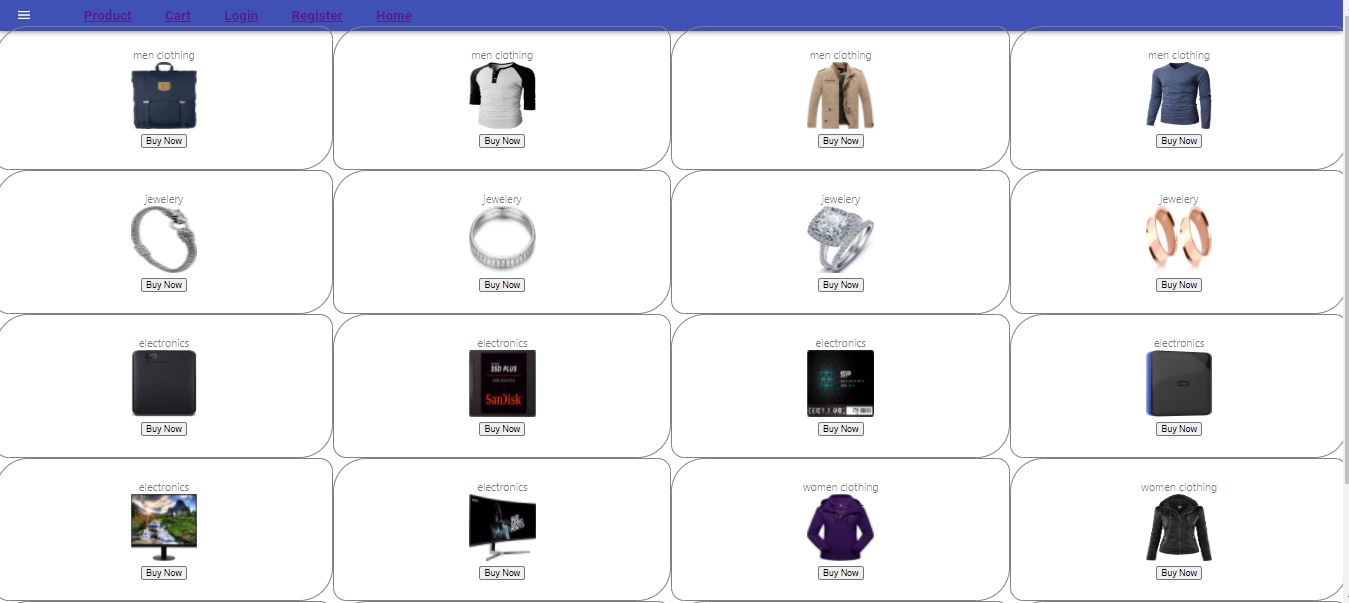 Product Cart Login Register Home
men clothing men clothing men clothing men clothing
Buy Now Buy Now Buy Now Buy Now
jewelery jewelery jewelery jewelery
Buy Now Buy Now Buy Now Buy Now
electronics electronics electronics electronics
SSD PLUS
SanDisk
SP
Buy Now Buy Now Buy Now Buy Now
electronics electronics women clothing women clothing
Buy Now Buy Now Buy Now Buy Now